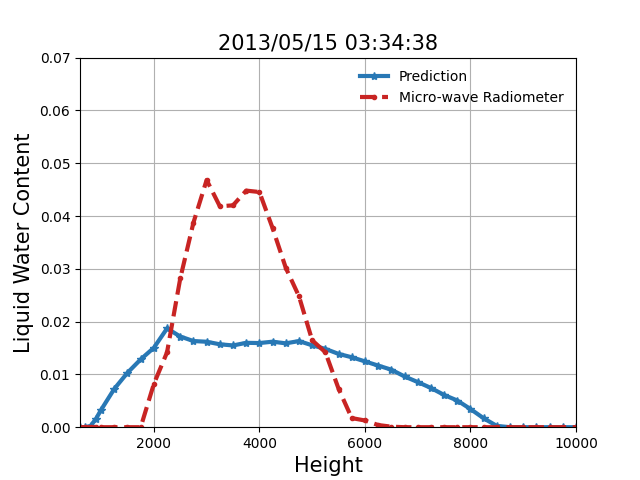 2013/05/15 03:34:38
Prediction
Micro-wave Radiometer
Liquid Water Content
0.07
0.06
0.05
0.04
0.03
0.02
0.01
0.00
2000 4000 6000 8000 10000
Height